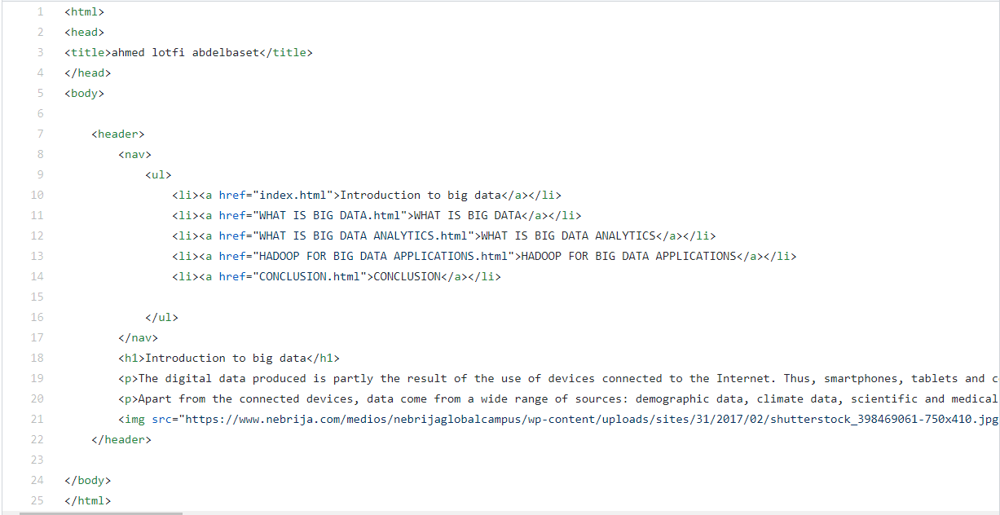 1 <html>
2 <head>
3 <title>ahmed lotfi abdelbaset</title>
4 </head>
5 <body>
6
7 <header>
8 <nav>
9 <ul>
10 <li><a href="index.html">Introduction to big data</a></li>
11 <li><a href="WHAT IS BIG DATA.html">WHAT IS BIG DATA</a></li>
12 <li><a href="WHAT IS BIG DATA ANALYTICS.html">WHAT IS BIG DATA ANALYTICS</a></li>
13 <li><a href="HADOOP FOR BIG DATA APPLICATIONS.html">HADOOP FOR BIG DATA APPLICATIONS</a></li>
14 <li><a href="CONCLUSION.html">CONCLUSION</a></li>
15
16 </ul>
17 </nav>
18 <h1>Introduction to big data</h1>
19 <p>The digital data produced is partly the result of the use of devices connected to the Internet. Thus, smartphones, tablets and c
20 <p>Apart from the connected devices, data come from a wide range of sources: demographic data, climate data, scientific and medical
21 <img src="https://www.nebrija.com/medios/nebrijaglobalcampus/wp-content/uploads/sites/31/2017/02/shutterstock_398469061-750x410.jpg
22 </header>
23
24 </body>
25 </html>